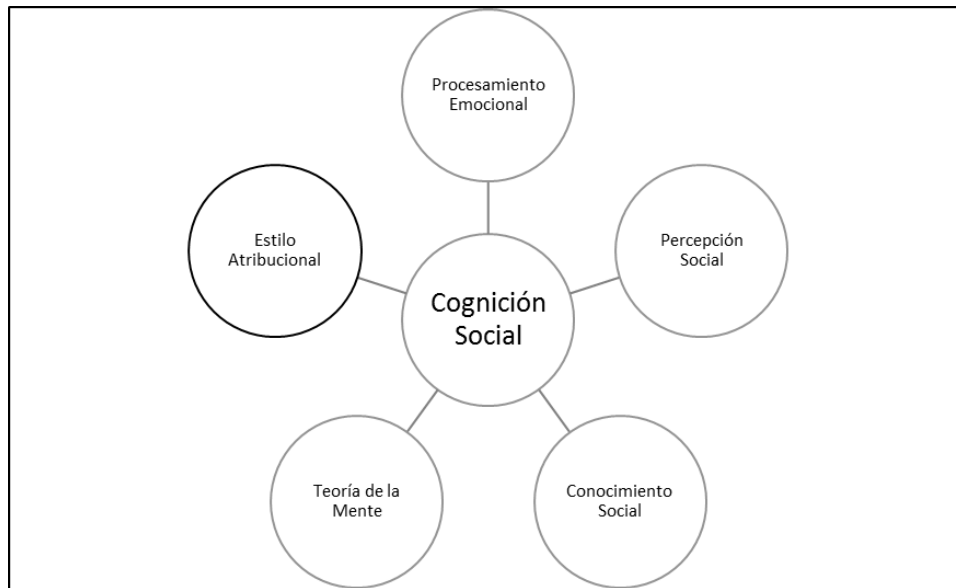 Procesamiento
Emocional
Estilo
Atribucional
Percepción
Social
Cognición
Social
Teoría de la
Mente
Conocimiento
Social